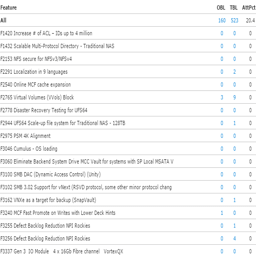 Feature OBL TBL AttPct
All 160 523 20.4
F1420 Increase # of ACL - IDs up to 4 million 0 0 0
F1432 Scalable Multi-Protocol Directory - Traditional NAS 0 0 0
F2153 NFS secure for NFSv3/NFSv4 0 0 0
F2291 Localization in 9 languages 0 2 0
F2540 Online MCF cache expansion 0 0 0
F2765 Virtual Volumes (VVols) Block 3 9 0
F2778 Disaster Recovery Testing for UFS64 0 0 0
F2944 UFS64 Scale-up file system for Traditional NAS - 128TB 0 1 0
F2975 PSM 4K Alignment 0 0 0
F3046 Cumulus - OS loading 0 0 0
F3060 Eliminate Backend System Drive MCC Vault for systems with SP Local MSATA V 0 0 0
F3100 SMB DAC (Dynamic Access Control) (Unity) 0 0 0
F3102 SMB 3.02 Support for vNext (RSVD protocol, some other minor protocol chang 0 0 0
F3162 VNXe as a target for backup (SnapVault) 0 1 0
F3240 MCF Fast Promote on Writes with Lower Deck Hints 1 0 0
F3255 Defect Backlog Reduction NPI Rockies 0 1 0
F3256 Defect Backlog Reduction NPI Rockies 0 4 0
F3337 Gen 3 IO Module 4 x 16Gb Fibre channel VortexQX 0 0 0